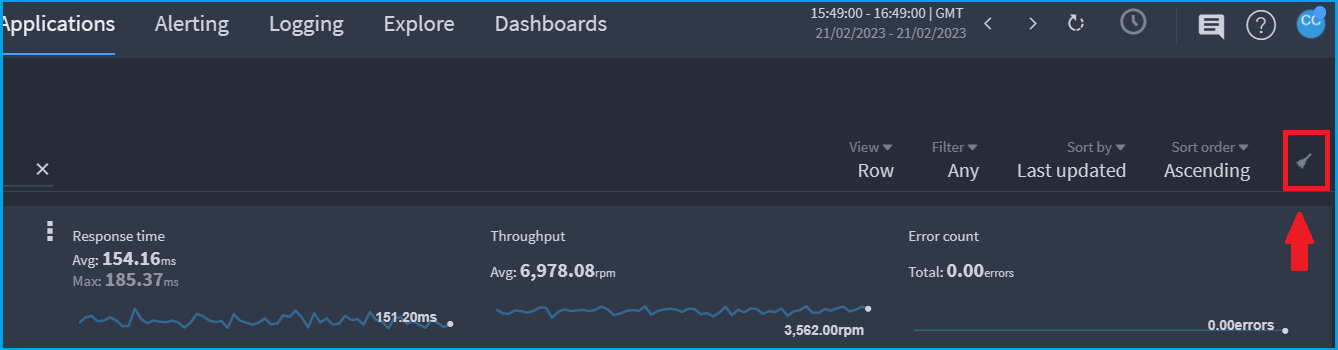 Applications Alerting Logging Explore Dashboards
15:49:00 - 16:49:00 | GMT
21/02/2023 - 21/02/2023
CC
View Filter Sort by Sort order
Row Any Last updated Ascending
Response time
Avg: 154.16ms
Max: 185.37ms
151.20ms
Throughput
Avg: 6,978.08rpm
3,562.00rpm
Error count
Total: 0.00errors
0.00errors